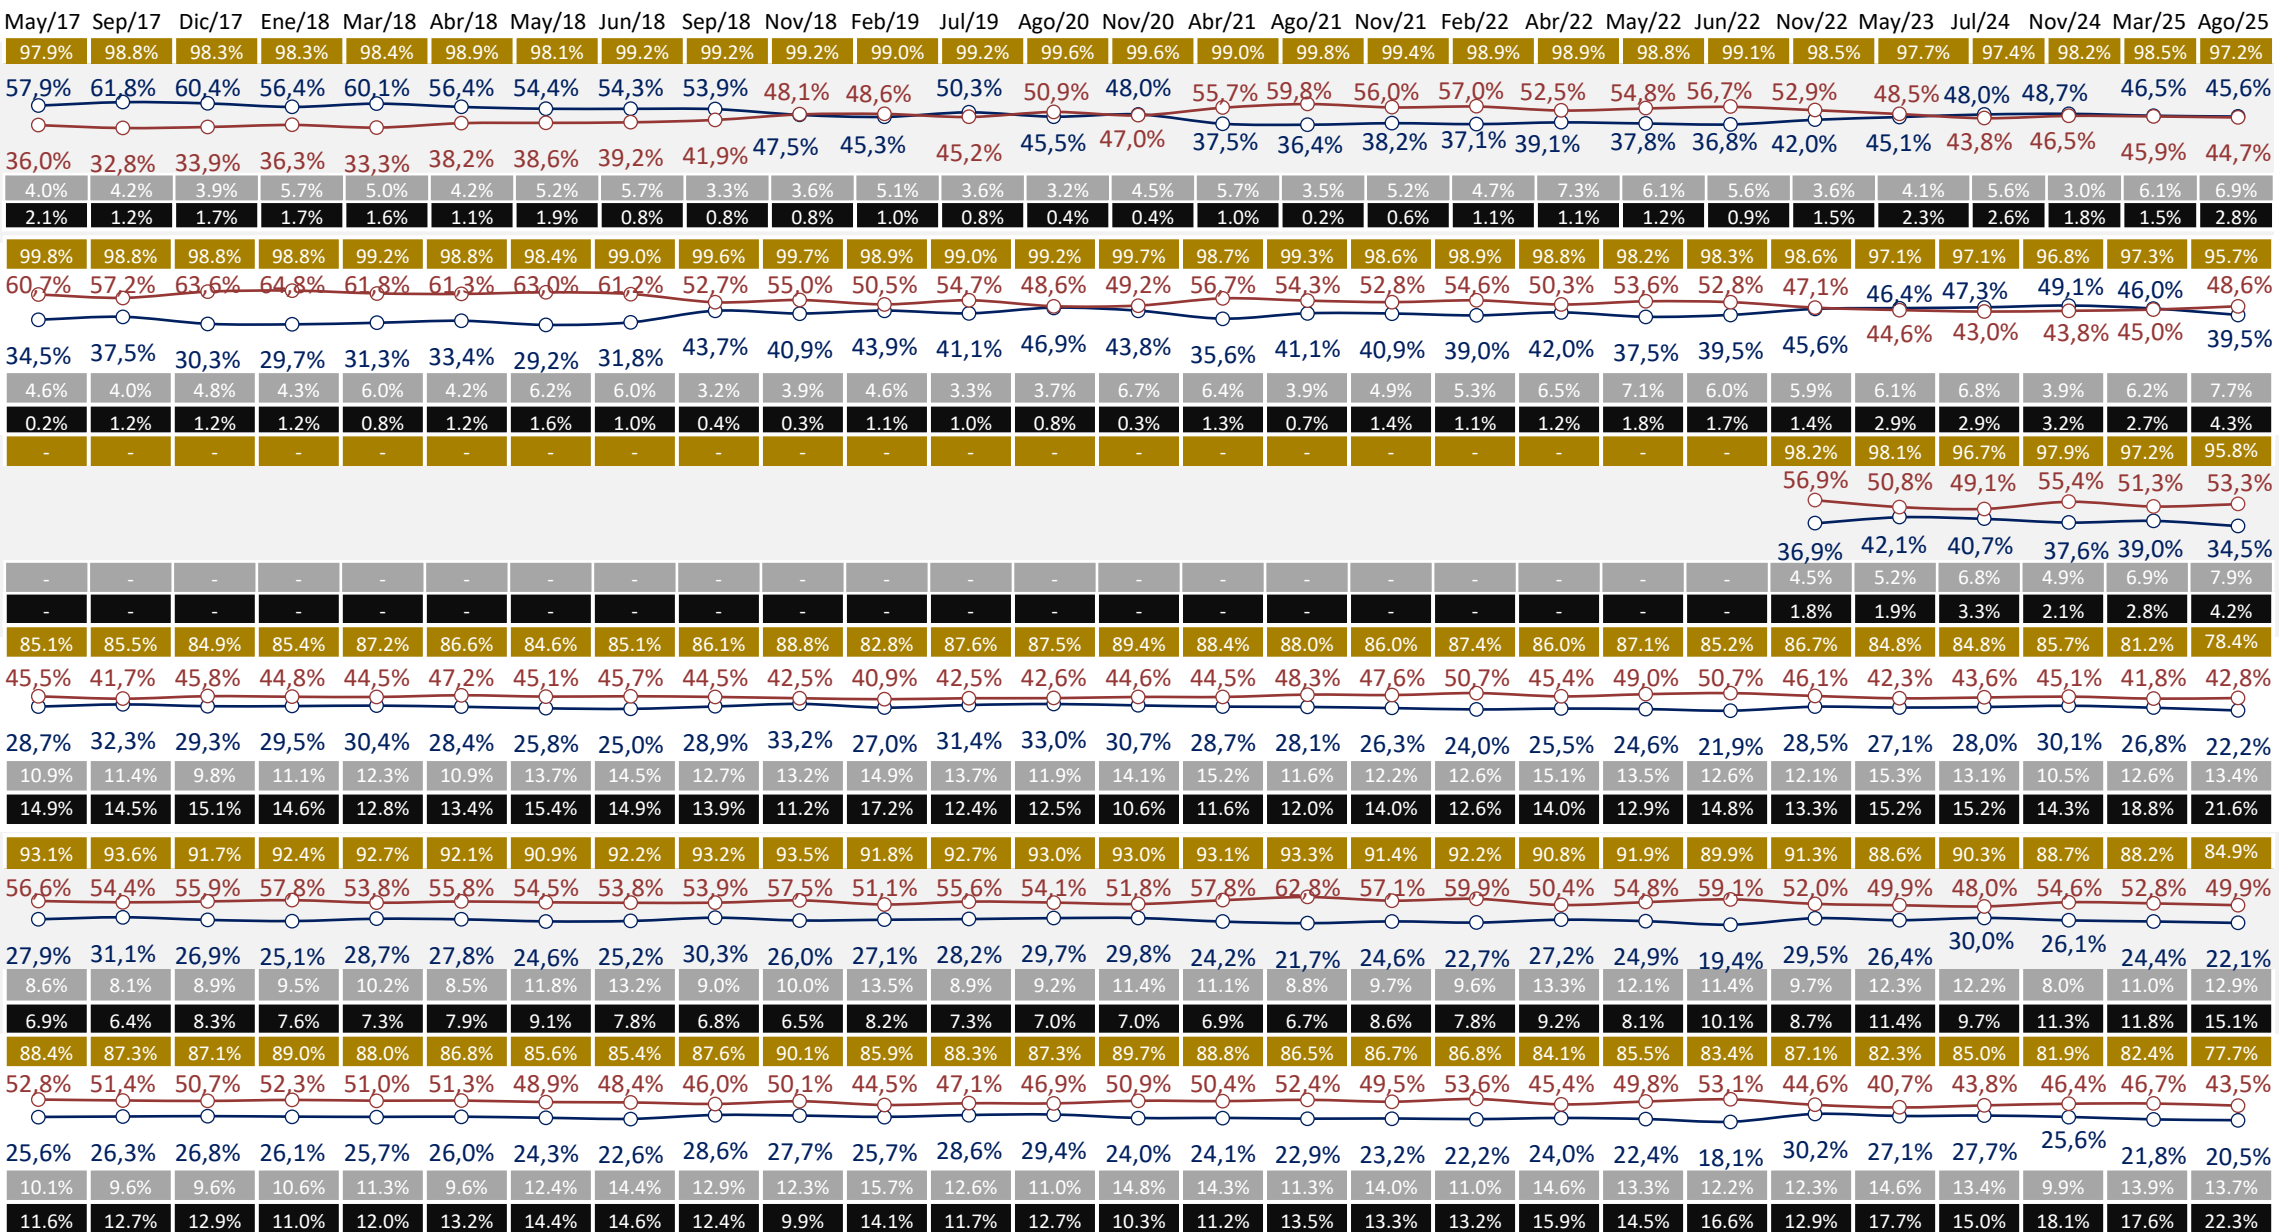 May/17 Sep/17 Dic/17 Ene/18 Mar/18 Abr/18 May/18 Jun/18 Sep/18 Nov/18 Feb/19 Jul/19 Ago/20 Nov/20 Abr/21 Ago/21 Nov/21 Feb/22 Abr/22 May/22 Jun/22 Nov/22 May/23 Jul/24 Nov/24 Mar/25 Ago/25
97.9% 98.8% 98.3% 98.3% 98.4% 98.9% 98.1% 99.2% 99.2% 99.2% 99.0% 99.2% 99.6% 99.6% 99.0% 99.8% 99.4% 98.9% 98.9% 98.8% 99.1% 98.5% 97.7% 97.4% 98.2% 98.5% 97.2%
57,9% 61,8% 60,4% 56,4% 60,1% 56,4% 54,4% 54,3% 53,9% 48,1% 48,6% 50,3% 50,9% 48,0% 55,7% 59,8% 56,0% 57,0% 52,5% 54,8% 56,7% 52,9% 48,5% 48,0% 48,7% 46,5% 45,6%
36,0% 32,8% 33,9% 36,3% 33,3% 38,2% 38,6% 39,2% 41,9% 47,5% 45,3% 45,2% 45,5% 47,0% 37,5% 36,4% 38,2% 37,1% 39,1% 37,8% 36,8% 42,0% 45,1% 43,8% 46,5% 45,9% 44,7%
4.0% 4.2% 3.9% 5.7% 5.0% 4.2% 5.2% 5.7% 3.3% 3.6% 5.1% 3.6% 3.2% 4.5% 5.7% 3.5% 5.2% 4.7% 7.3% 6.1% 5.6% 3.6% 4.1% 5.6% 3.0% 6.1% 6.9%
2.1% 1.2% 1.7% 1.7% 1.6% 1.1% 1.9% 0.8% 0.8% 0.8% 1.0% 0.8% 0.4% 0.4% 1.0% 0.2% 0.6% 1.1% 1.1% 1.2% 0.9% 1.5% 2.3% 2.6% 1.8% 1.5% 2.8%
99.8% 98.8% 98.8% 98.8% 99.2% 98.8% 98.4% 99.0% 99.6% 99.7% 98.9% 99.0% 99.2% 99.7% 98.7% 99.3% 98.6% 98.9% 98.8% 98.2% 98.3% 98.6% 97.1% 97.1% 96.8% 97.3% 95.7%
60,7% 57,2% 63,6% 64,8% 61,8% 61,3% 63,0% 61,2% 52,7% 55,0% 50,5% 54,7% 48,6% 49,2% 56,7% 54,3% 52,8% 54,6% 50,3% 53,6% 52,8% 47,1% 46,4% 47,3% 49,1% 46,0% 48,6%
34,5% 37,5% 30,3% 29,7% 31,3% 33,4% 29,2% 31,8% 43,7% 40,9% 43,9% 41,1% 46,9% 43,8% 35,6% 41,1% 40,9% 39,0% 42,0% 37,5% 39,5% 45,6% 44,6% 43,0% 43,8% 45,0% 39,5%
4.6% 4.0% 4.8% 4.3% 6.0% 4.2% 6.2% 6.0% 3.2% 3.9% 4.6% 3.3% 3.7% 6.7% 6.4% 3.9% 4.9% 5.3% 6.5% 7.1% 6.0% 5.9% 6.1% 6.8% 3.9% 6.2% 7.7%
0.2% 1.2% 1.2% 1.2% 0.8% 1.2% 1.6% 1.0% 0.4% 0.3% 1.1% 1.0% 0.8% 0.3% 1.3% 0.7% 1.4% 1.1% 1.2% 1.8% 1.7% 1.4% 2.9% 2.9% 3.2% 2.7% 4.3%
- - - - - - - - - - - - - - - - - - - - - 98.2% 98.1% 96.7% 97.9% 97.2% 95.8%
56,9% 50,8% 49,1% 55,4% 51,3% 53,3%
36,9% 42,1% 40,7% 37,6% 39,0% 34,5%
- - - - - - - - - - - - - - - - - - - - - 4.5% 5.2% 6.8% 4.9% 6.9% 7.9%
- - - - - - - - - - - - - - - - - - - - - 1.8% 1.9% 3.3% 2.1% 2.8% 4.2%
85.1% 85.5% 84.9% 85.4% 87.2% 86.6% 84.6% 85.1% 86.1% 88.8% 82.8% 87.6% 87.5% 89.4% 88.4% 88.0% 86.0% 87.4% 86.0% 87.1% 85.2% 86.7% 84.8% 84.8% 85.7% 81.2% 78.4%
45,5% 41,7% 45,8% 44,8% 44,5% 47,2% 45,1% 45,7% 44,5% 42,5% 40,9% 42,5% 42,6% 44,6% 44,5% 48,3% 47,6% 50,7% 45,4% 49,0% 50,7% 46,1% 42,3% 43,6% 45,1% 41,8% 42,8%
28,7% 32,3% 29,3% 29,5% 30,4% 28,4% 25,8% 25,0% 28,9% 33,2% 27,0% 31,4% 33,0% 30,7% 28,7% 28,1% 26,3% 24,0% 25,5% 24,6% 21,9% 28,5% 27,1% 28,0% 30,1% 26,8% 22,2%
10.9% 11.4% 9.8% 11.1% 12.3% 10.9% 13.7% 14.5% 12.7% 13.2% 14.9% 13.7% 11.9% 14.1% 15.2% 11.6% 12.2% 12.6% 15.1% 13.5% 12.6% 12.1% 15.3% 13.1% 10.5% 12.6% 13.4%
14.9% 14.5% 15.1% 14.6% 12.8% 13.4% 15.4% 14.9% 13.9% 11.2% 17.2% 12.4% 12.5% 10.6% 11.6% 12.0% 14.0% 12.6% 14.0% 12.9% 14.8% 13.3% 15.2% 15.2% 14.3% 18.8% 21.6%
93.1% 93.6% 91.7% 92.4% 92.7% 92.1% 90.9% 92.2% 93.2% 93.5% 91.8% 92.7% 93.0% 93.0% 93.1% 93.3% 91.4% 92.2% 90.8% 91.9% 89.9% 91.3% 88.6% 90.3% 88.7% 88.2% 84.9%
56,6% 54,4% 55,9% 57,8% 53,8% 55,8% 54,5% 53,8% 53,9% 57,5% 51,1% 55,6% 54,1% 51,8% 57,8% 62,8% 57,1% 59,9% 50,4% 54,8% 59,1% 52,0% 49,9% 48,0% 54,6% 52,8% 49,9%
27,9% 31,1% 26,9% 25,1% 28,7% 27,8% 24,6% 25,2% 30,3% 26,0% 27,1% 28,2% 29,7% 29,8% 24,2% 21,7% 24,6% 22,7% 27,2% 24,9% 19,4% 29,5% 26,4% 30,0% 26,1% 24,4% 22,1%
8.6% 8.1% 8.9% 9.5% 10.2% 8.5% 11.8% 13.2% 9.0% 10.0% 13.5% 8.9% 9.2% 11.4% 11.1% 8.8% 9.7% 9.6% 13.3% 12.1% 11.4% 9.7% 12.3% 12.2% 8.0% 11.0% 12.9%
6.9% 6.4% 8.3% 7.6% 7.3% 7.9% 9.1% 7.8% 6.8% 6.5% 8.2% 7.3% 7.0% 7.0% 6.9% 6.7% 8.6% 7.8% 9.2% 8.1% 10.1% 8.7% 11.4% 9.7% 11.3% 11.8% 15.1%
88.4% 87.3% 87.1% 89.0% 88.0% 86.8% 85.6% 85.4% 87.6% 90.1% 85.9% 88.3% 87.3% 89.7% 88.8% 86.5% 86.7% 86.8% 84.1% 85.5% 83.4% 87.1% 82.3% 85.0% 81.9% 82.4% 77.7%
52,8% 51,4% 50,7% 52,3% 51,0% 51,3% 48,9% 48,4% 46,0% 50,1% 44,5% 47,1% 46,9% 50,9% 50,4% 52,4% 49,5% 53,6% 45,4% 49,8% 53,1% 44,6% 40,7% 43,8% 46,4% 46,7% 43,5%
25,6% 26,3% 26,8% 26,1% 25,7% 26,0% 24,3% 22,6% 28,6% 27,7% 25,7% 28,6% 29,4% 24,0% 24,1% 22,9% 23,2% 22,2% 24,0% 22,4% 18,1% 30,2% 27,1% 27,7% 25,6% 21,8% 20,5%
10.1% 9.6% 9.6% 10.6% 11.3% 9.6% 12.4% 14.4% 12.9% 12.3% 15.7% 12.6% 11.0% 14.8% 14.3% 11.3% 14.0% 11.0% 14.6% 13.3% 12.2% 12.3% 14.6% 13.4% 9.9% 13.9% 13.7%
11.6% 12.7% 12.9% 11.0% 12.0% 13.2% 14.4% 14.6% 12.4% 9.9% 14.1% 11.7% 12.7% 10.3% 11.2% 13.5% 13.3% 13.2% 15.9% 14.5% 16.6% 12.9% 17.7% 15.0% 18.1% 17.6% 22.3%